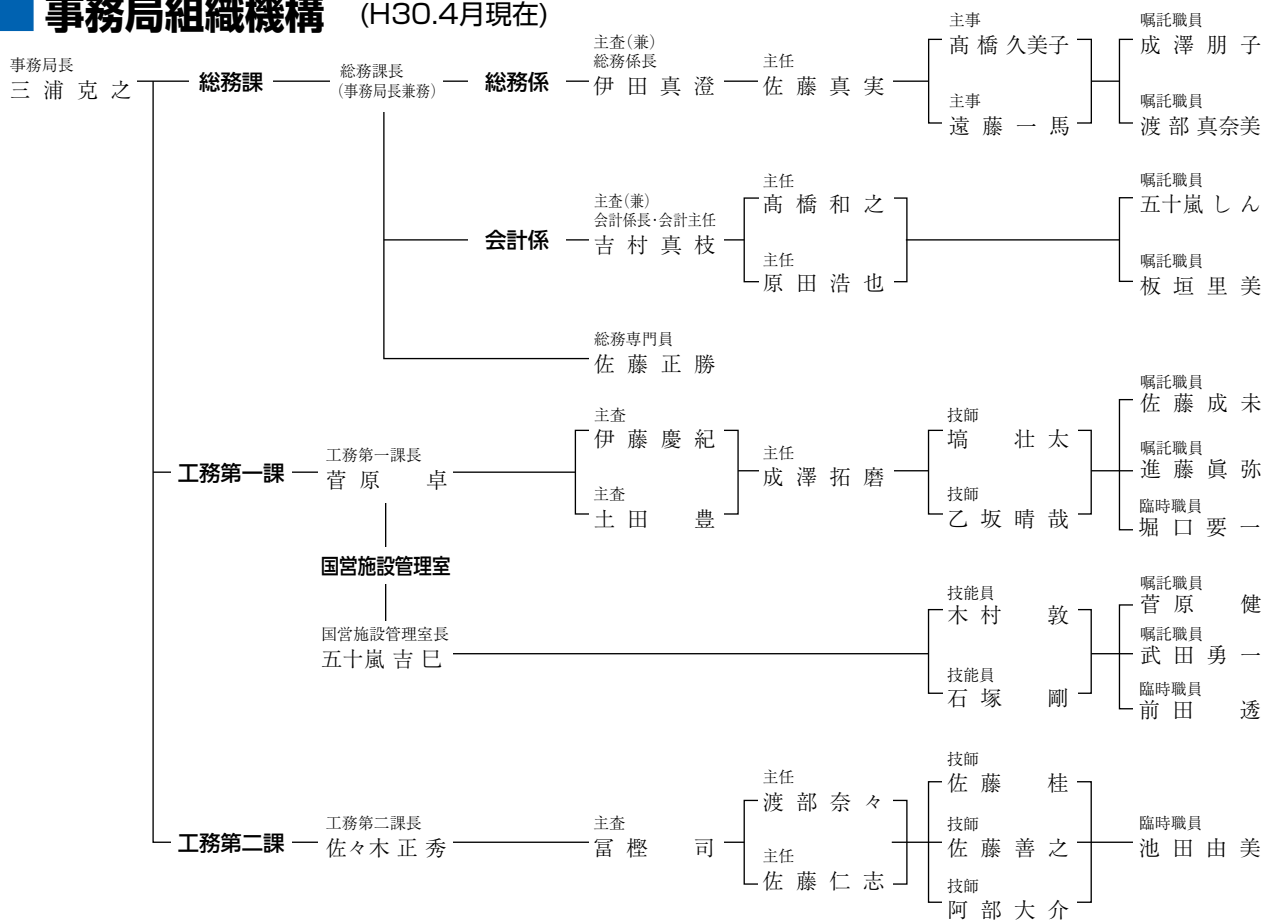 事務局組織機構 (H30.4月現在)
事務局長
三浦克之
総務課
総務課長
(事務局長兼務)
総務係
主査(兼)
総務係長
伊田真澄
主任
佐藤真実
主事
髙橋久美子
主事
遠藤一馬
嘱託職員
成澤朋子
嘱託職員
渡部真奈美
会計係
主査(兼)
会計係長・会計主任
吉村真枝
主任
髙橋和之
主任
原田浩也
嘱託職員
五十嵐しん
嘱託職員
板垣里美
総務専門員
佐藤正勝
工務第一課
工務第一課長
菅原 卓
主査
伊藤慶紀
主査
土田 豊
主任
成澤拓磨
技師
塙 壮太
技師
乙坂晴哉
嘱託職員
佐藤成未
嘱託職員
進藤眞弥
臨時職員
堀口要一
国営施設管理室
国営施設管理室長
五十嵐吉巳
技能員
木村 敦
技能員
石塚 剛
嘱託職員
菅原 健
嘱託職員
武田勇一
臨時職員
前田 透
工務第二課
工務第二課長
佐々木正秀
主査
冨樫 司
主任
渡部奈々
主任
佐藤仁志
技師
佐藤 桂
技師
佐藤善之
技師
阿部大介
臨時職員
池田由美